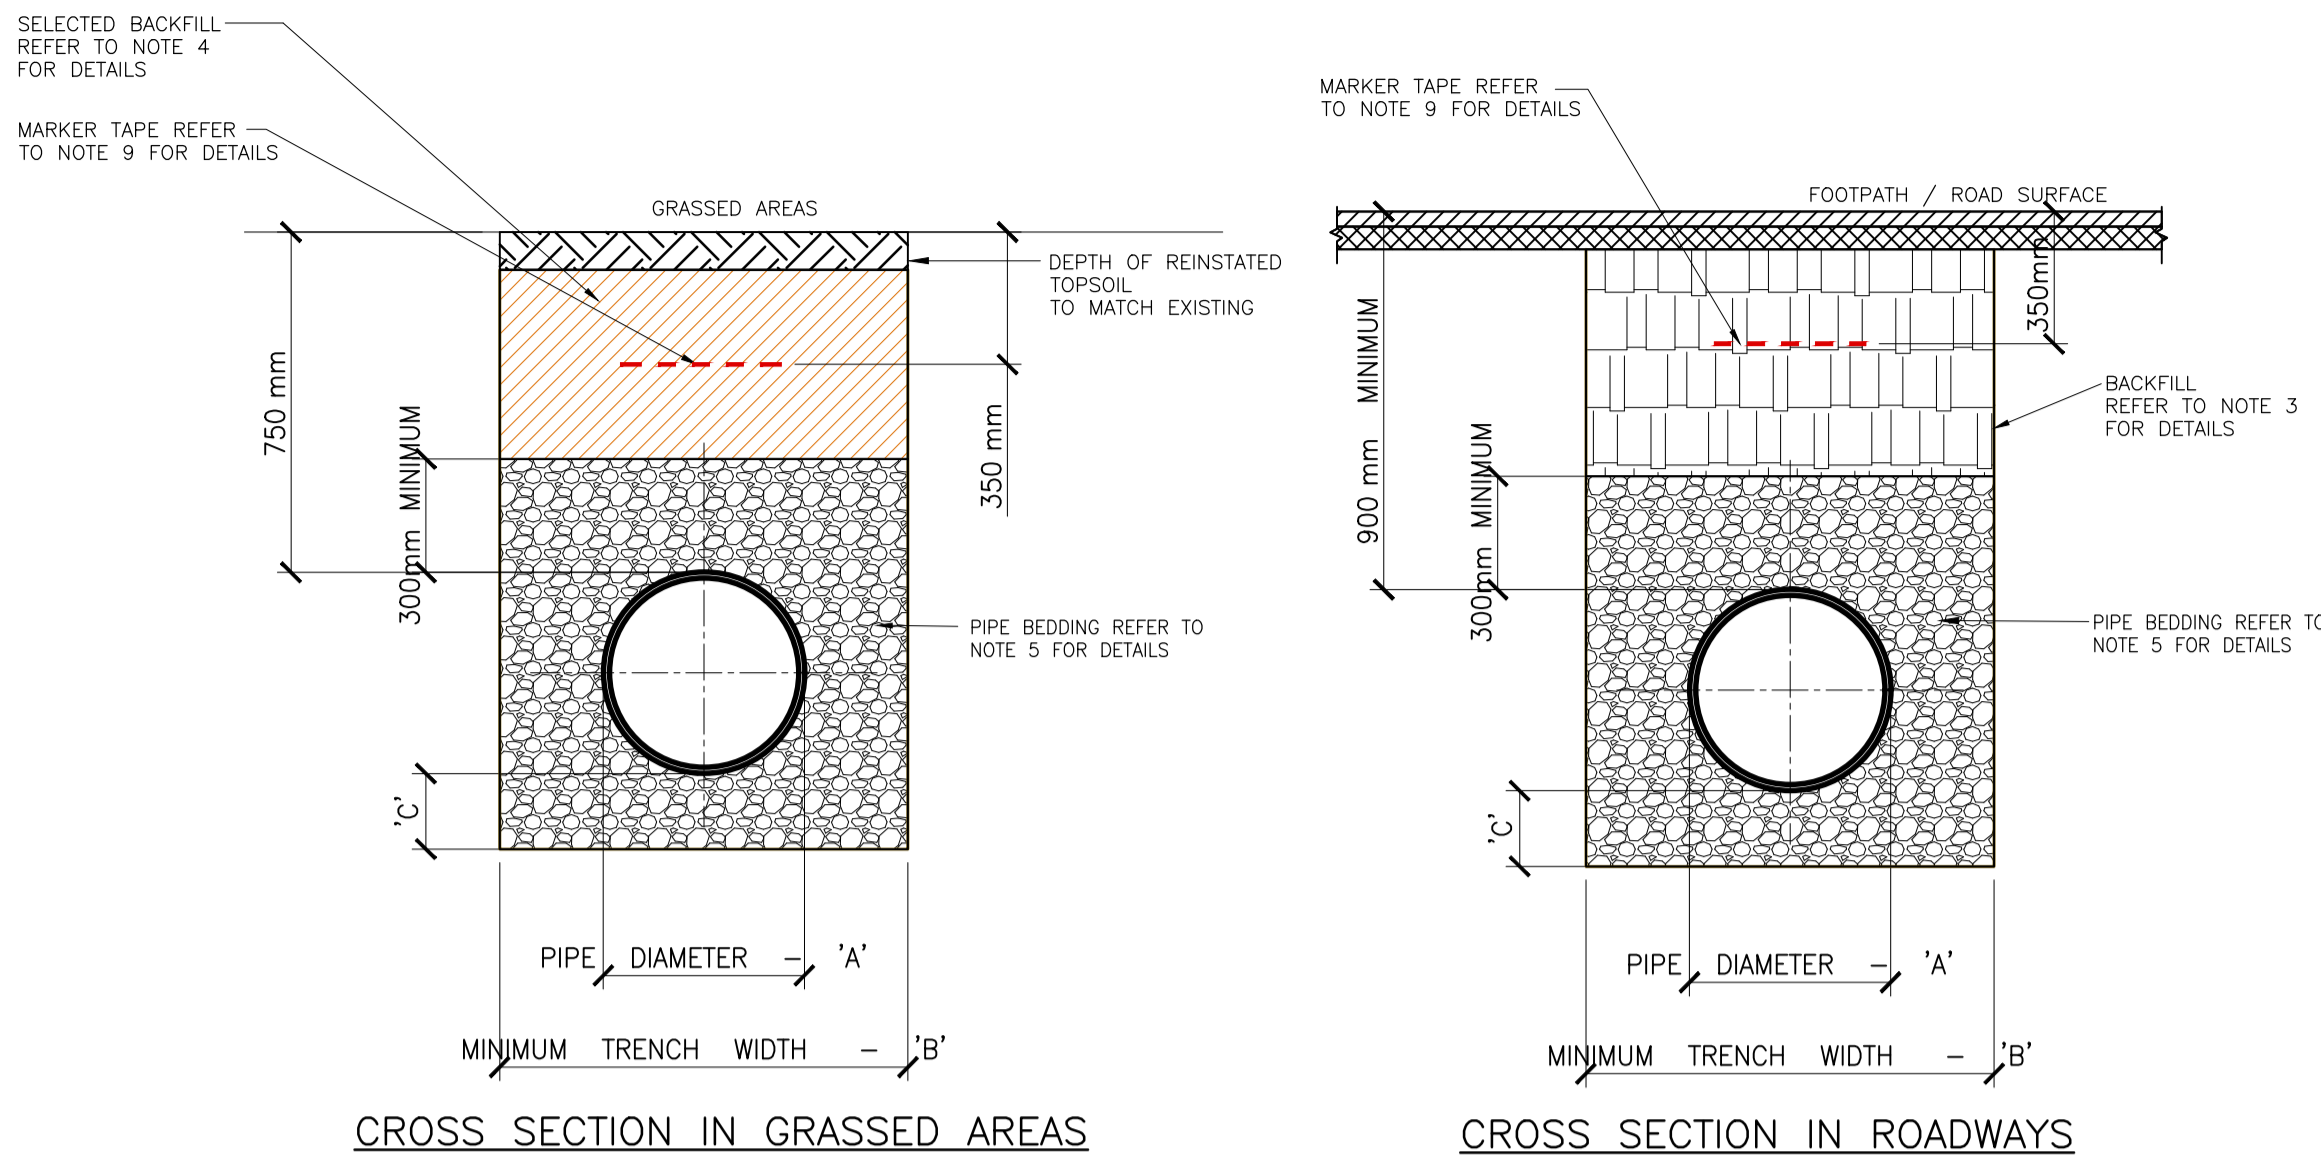 SELECTED BACKFILL
REFER TO NOTE 4
FOR DETAILS
MARKER TAPE REFER
TO NOTE 9 FOR DETAILS
GRASSED AREAS
DEPTH OF REINSTATED
TOPSOIL
TO MATCH EXISTING
750 mm
300mm MINIMUM
350 mm
PIPE BEDDING REFER TO
NOTE 5 FOR DETAILS
'C'
PIPE DIAMETER - 'A'
MINIMUM TRENCH WIDTH - 'B'
CROSS SECTION IN GRASSED AREAS
MARKER TAPE REFER
TO NOTE 9 FOR DETAILS
FOOTPATH / ROAD SURFACE
900 mm MINIMUM
300mm MINIMUM
350mm
BACKFILL
REFER TO NOTE 3
FOR DETAILS
PIPE BEDDING REFER TO
NOTE 5 FOR DETAILS
'C'
PIPE DIAMETER - 'A'
MINIMUM TRENCH WIDTH - 'B'
CROSS SECTION IN ROADWAYS